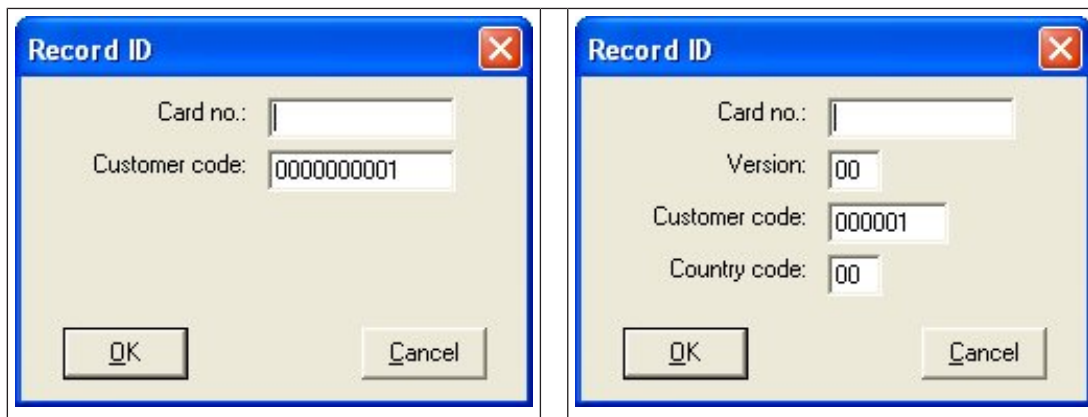 Record ID
Card no.:
Customer code: 0000000001
OK Cancel
Record ID
Card no.:
Version: 00
Customer code: 000001
Country code: 00
OK Cancel